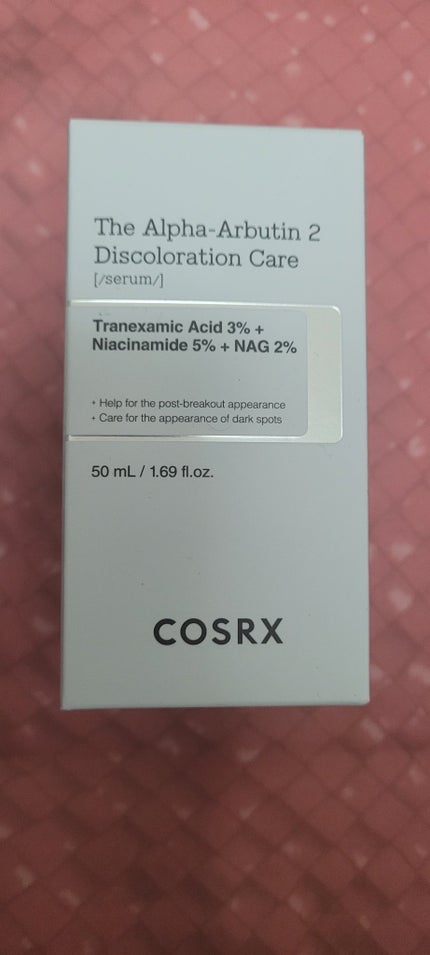 The Alpha-Arbutin 2
Discoloration Care
[/serum/]
Tranexamic Acid 3% +
Niacinamide 5% + NAG 2%
• Help for the post-breakout appearance
• Care for the appearance of dark spots
50 mL / 1.69 fl.oz.
COSRX